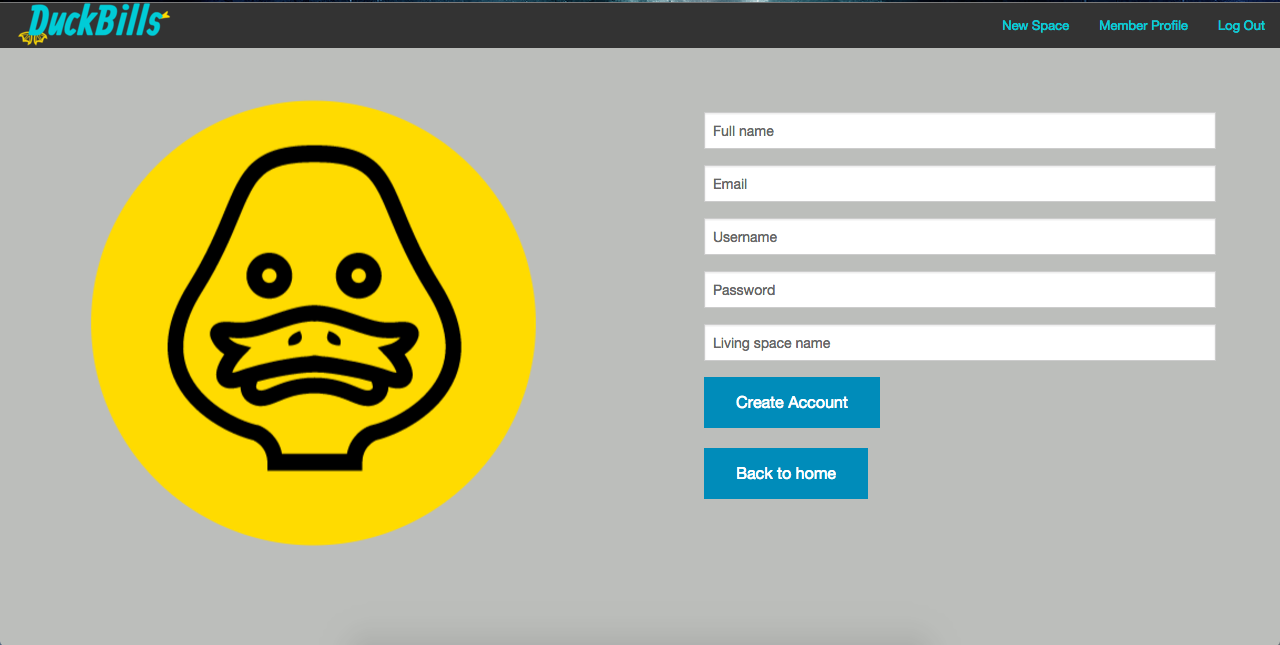 DuckBills
New Space
Member Profile
Log Out
Full name
Email
Username
Password
Living space name
Create Account
Back to home